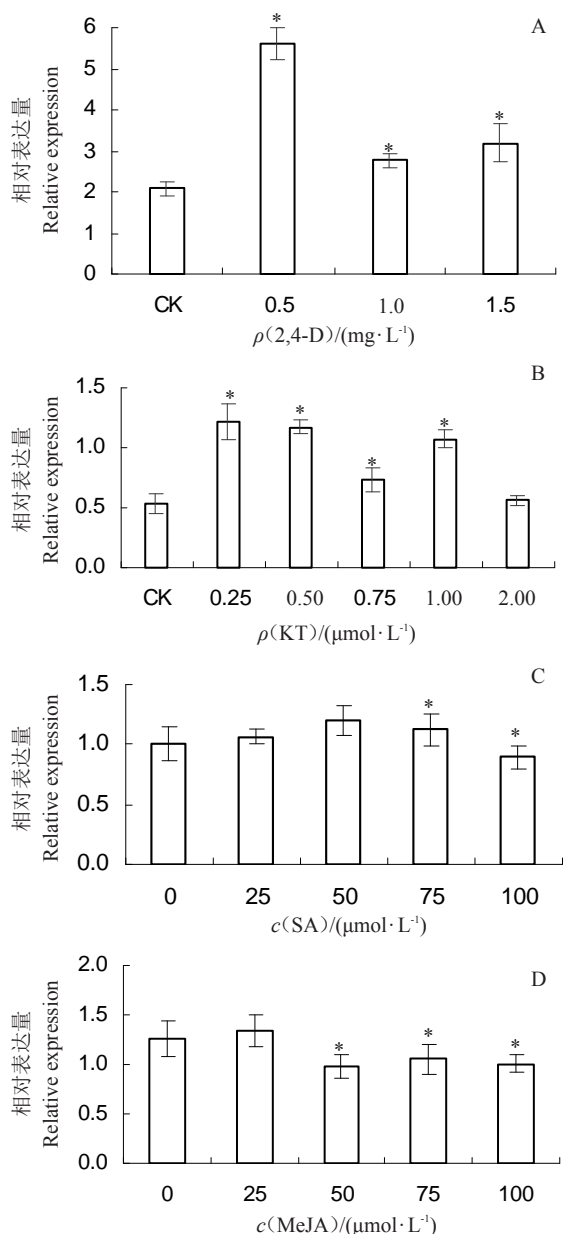 A
相对表达量
Relative expression
6
5
4
3
2
1
0
*
*
*
CK 0.5 1.0 1.5
ρ(2,4-D)/(mg·L⁻¹)
B
相对表达量
Relative expression
1.5
1.0
0.5
0.0
*
*
*
*
CK 0.25 0.50 0.75 1.00 2.00
ρ(KT)/(μmol·L⁻¹)
C
相对表达量
Relative expression
1.5
1.0
0.5
0.0
*
*
0 25 50 75 100
c(SA)/(μmol·L⁻¹)
D
相对表达量
Relative expression
2.0
1.5
1.0
0.5
0.0
*
*
*
0 25 50 75 100
c(MeJA)/(μmol·L⁻¹)